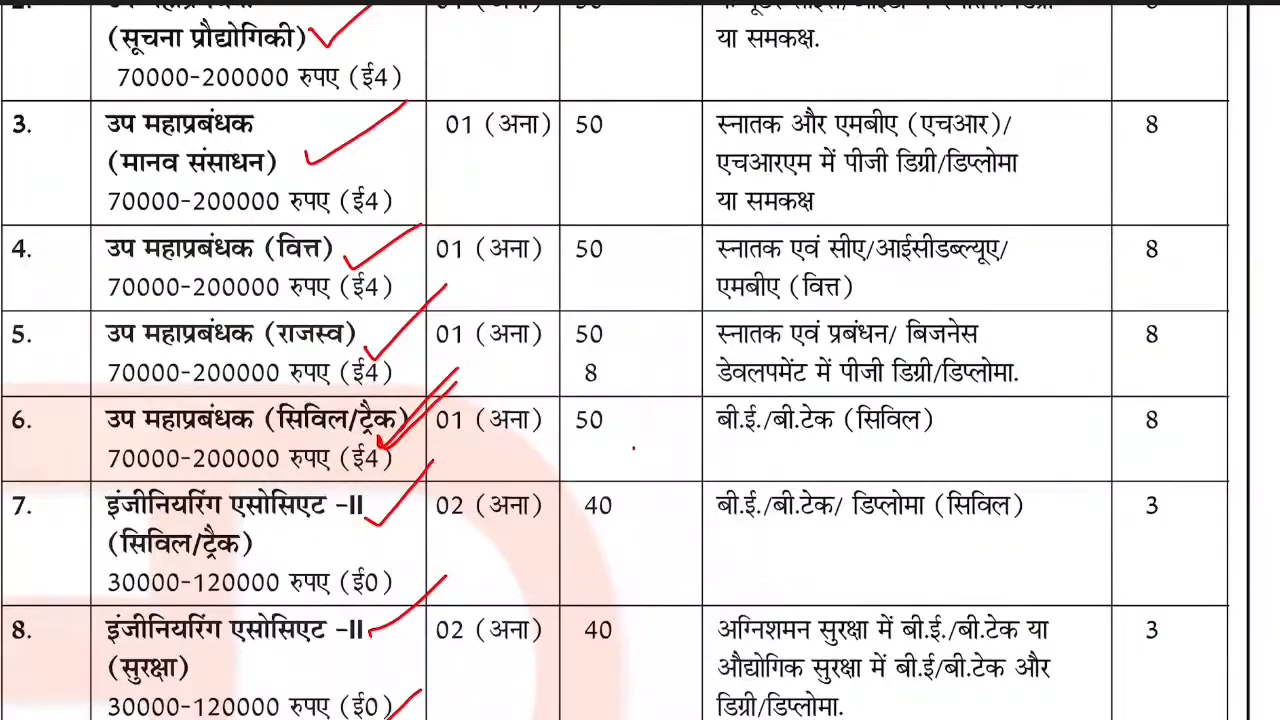 2.
(सूचना प्रौद्योगिकी)
या समकक्ष.
70000-200000 रुपए (ई4)
3. उप महाप्रबंधक 01 (अना) 50 स्नातक और एमबीए (एचआर)/ 8
(मानव संसाधन) एचआरएम में पीजी डिग्री/डिप्लोमा
70000-200000 रुपए (ई4) या समकक्ष
4. उप महाप्रबंधक (वित्त) 01 (अना) 50 स्नातक एवं सीए/आईसीडब्ल्यूए/ 8
70000-200000 रुपए (ई4) एमबीए (वित्त)
5. उप महाप्रबंधक (राजस्व) 01 (अना) 50 स्नातक एवं प्रबंधन/ बिजनेस 8
70000-200000 रुपए (ई4) 8 डेवलपमेंट में पीजी डिग्री/डिप्लोमा.
6. उप महाप्रबंधक (सिविल/ट्रैक) 01 (अना) 50 बी.ई./बी.टेक (सिविल) 8
70000-200000 रुपए (ई4)
7. इंजीनियरिंग एसोसिएट -II 02 (अना) 40 बी.ई./बी.टेक/ डिप्लोमा (सिविल) 3
(सिविल/ट्रैक)
30000-120000 रुपए (ई0)
8. इंजीनियरिंग एसोसिएट -II 02 (अना) 40 अग्निशमन सुरक्षा में बी.ई./बी.टेक या 3
(सुरक्षा) औद्योगिक सुरक्षा में बी.ई/बी.टेक और
30000-120000 रुपए (ई0) डिग्री/डिप्लोमा.